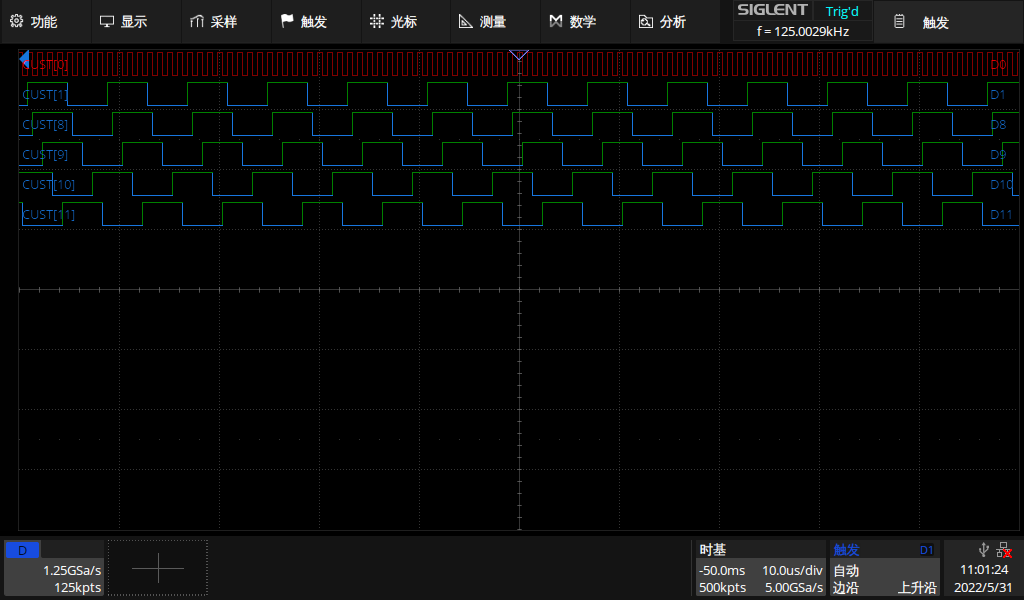 功能 显示 采样 触发 光标 测量 数学 分析 SIGLENT Trig'd 触发
f = 125.0029kHz
CUST[0] D0
CUST[1] D1
CUST[8] D8
CUST[9] D9
CUST[10] D10
CUST[11] D11
D 时基 触发 D1
1.25GSa/s -50.0ms 10.0us/div 自动 11:01:24
125kpts 500kpts 5.00GSa/s 边沿 上升沿 2022/5/31